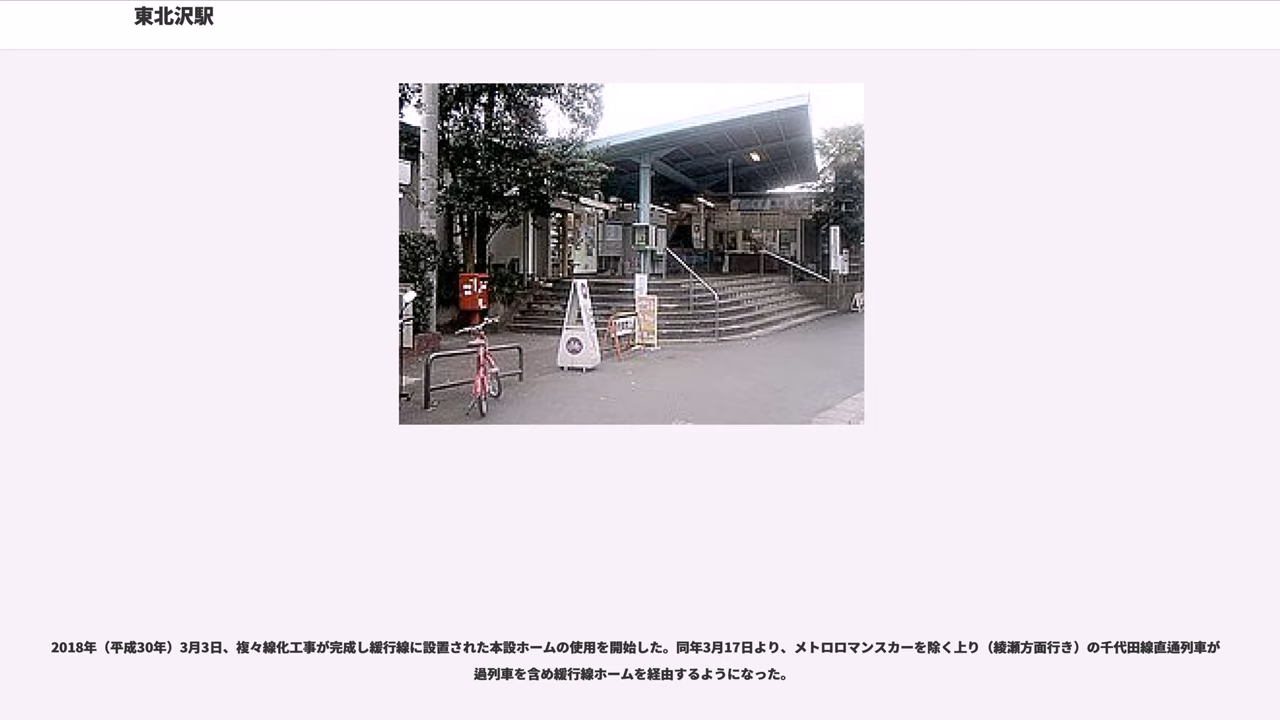 東北沢駅
2018年（平成30年）3月3日、複々線化工事が完成し緩行線に設置された本設ホームの使用を開始した。同年3月17日より、メトロロマンスカーを除く上り（綾瀬方面行き）の千代田線直通列車が
過列車を含め緩行線ホームを経由するようになった。